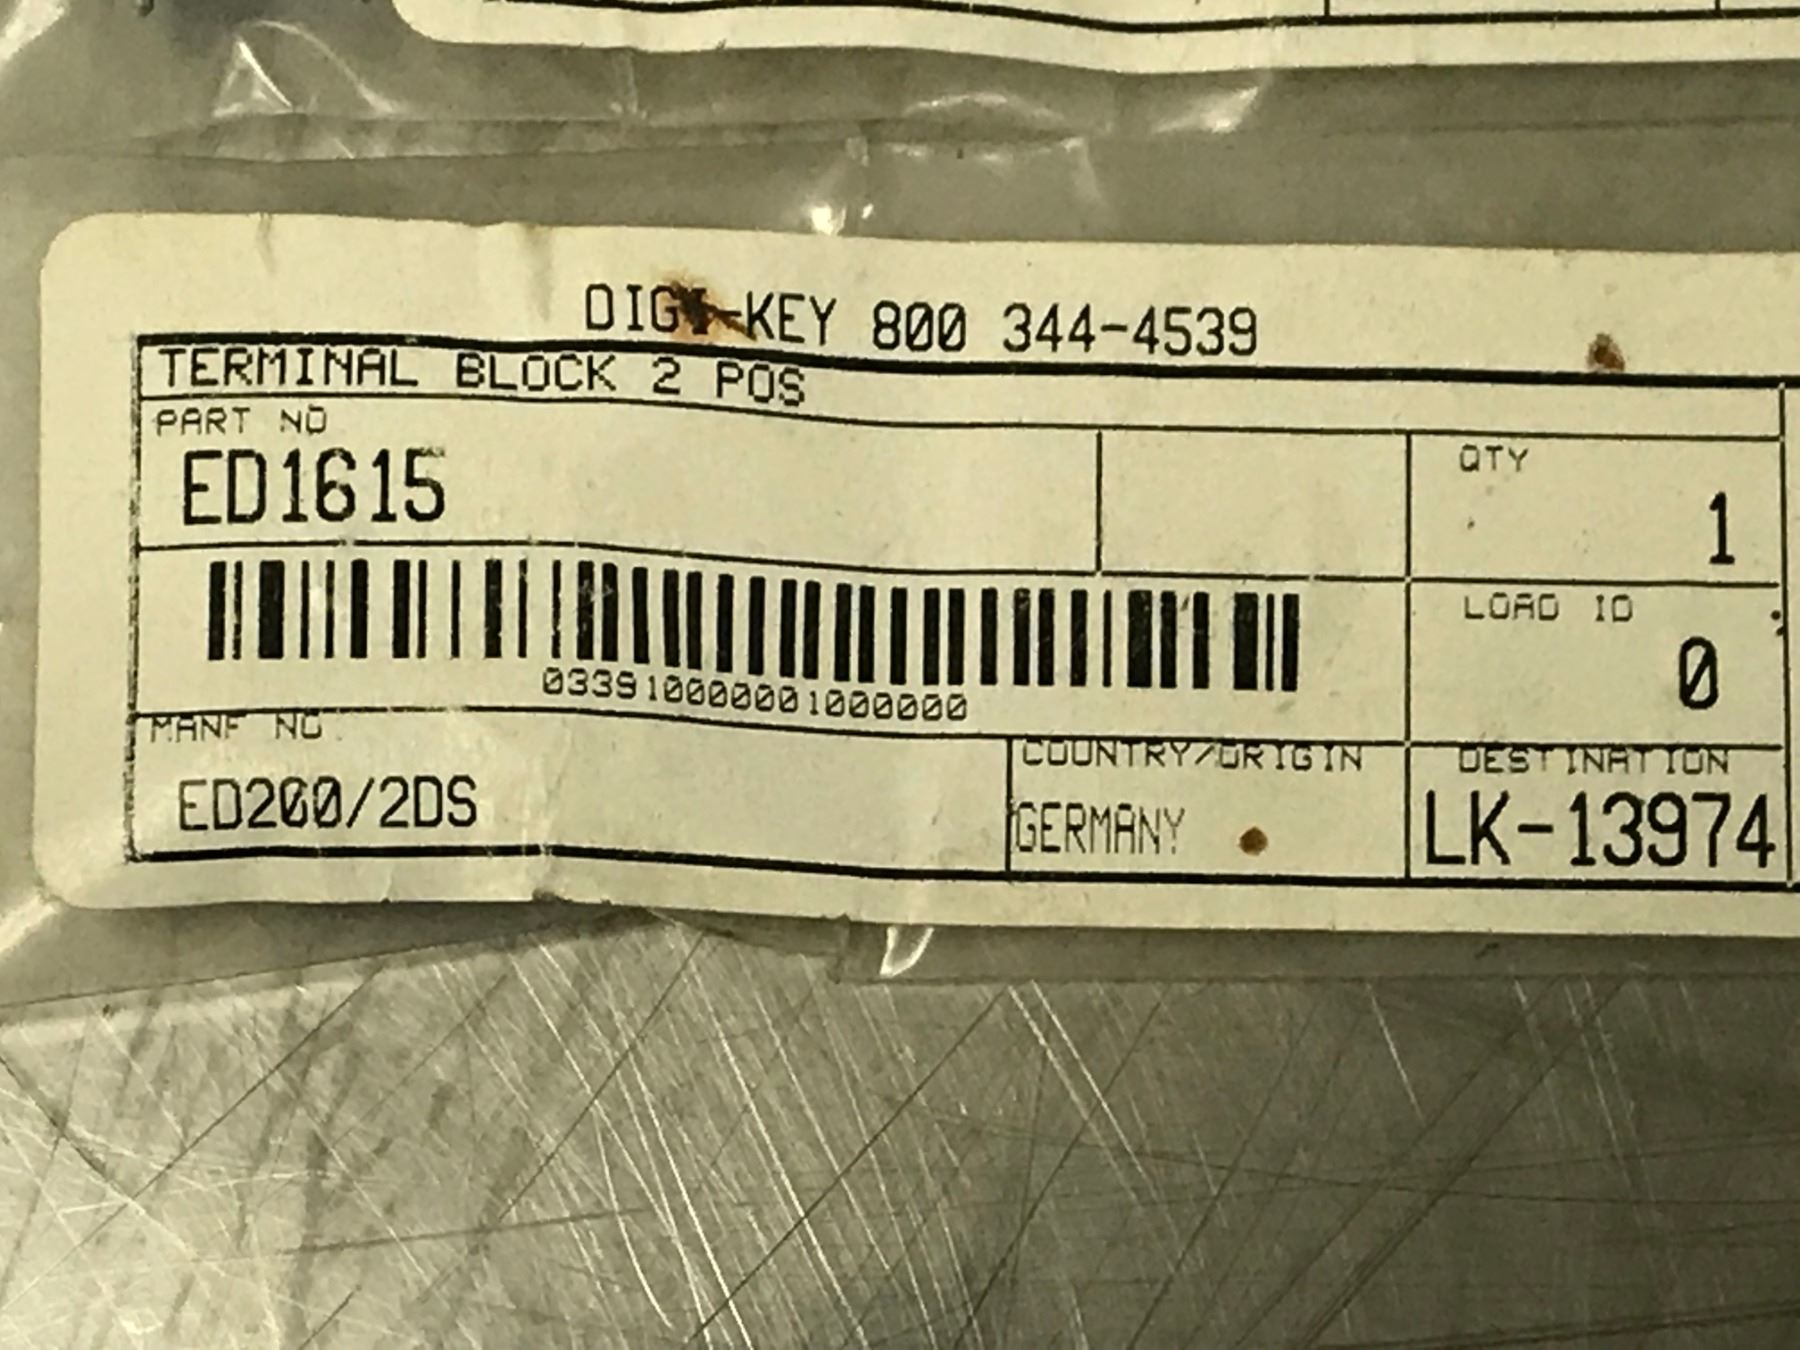 DIGI-KEY 800 344-4539
TERMINAL BLOCK 2 POS
PART NO
ED1615
QTY
1
0339100000001000000
LOAD ID
0
MANF NO
ED200/2DS
COUNTRY/ORIGIN
GERMANY
DESTINATION
LK-13974